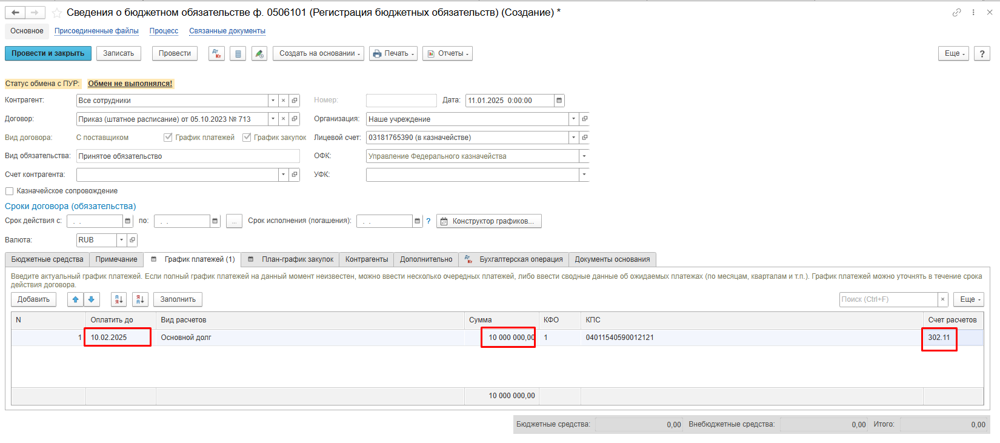 Сведения о бюджетном обязательстве ф. 0506101 (Регистрация бюджетных обязательств) (Создание) *
Основное Присоединенные файлы Процесс Связанные документы
Провести и закрыть Записать Провести Дт Кт Создать на основании Печать Отчеты Еще ?
Статус обмена с ПУР: Обмен не выполнялся!
Контрагент: Все сотрудники Номер: Дата: 11.01.2025 0:00:00
Договор: Приказ (штатное расписание) от 05.10.2023 № 713 Организация: Наше учреждение
Вид договора: С поставщиком График платежей График закупок Лицевой счет: 03181765390 (в казначействе)
Вид обязательства: Принятое обязательство ОФК: Управление Федерального казначейства
Счет контрагента: УФК:
Казначейское сопровождение
Сроки договора (обязательства)
Срок действия с: . . по: . . ... Срок исполнения (погашения): . . ? Конструктор графиков...
Валюта: RUB
Бюджетные средства Примечание График платежей (1) План-график закупок Контрагенты Дополнительно Дт Кт Бухгалтерская операция Документы основания
Введите актуальный график платежей. Если полный график платежей на данный момент неизвестен, можно ввести несколько очередных платежей, либо ввести сводные данные об ожидаемых платежах (по месяцам, кварталам и т.п.). График платежей можно уточнять в течение срока
действия договора.
Добавить А Я Я А Заполнить Поиск (Ctrl+F) × Еще
N Оплатить до Вид расчетов Сумма КФО КПС Счет расчетов
1 10.02.2025 Основной долг 10 000 000,00 1 04011540590012121 302.11
10 000 000,00
Бюджетные средства: 0,00 Внебюджетные средства: 0,00 Итого: 0,00